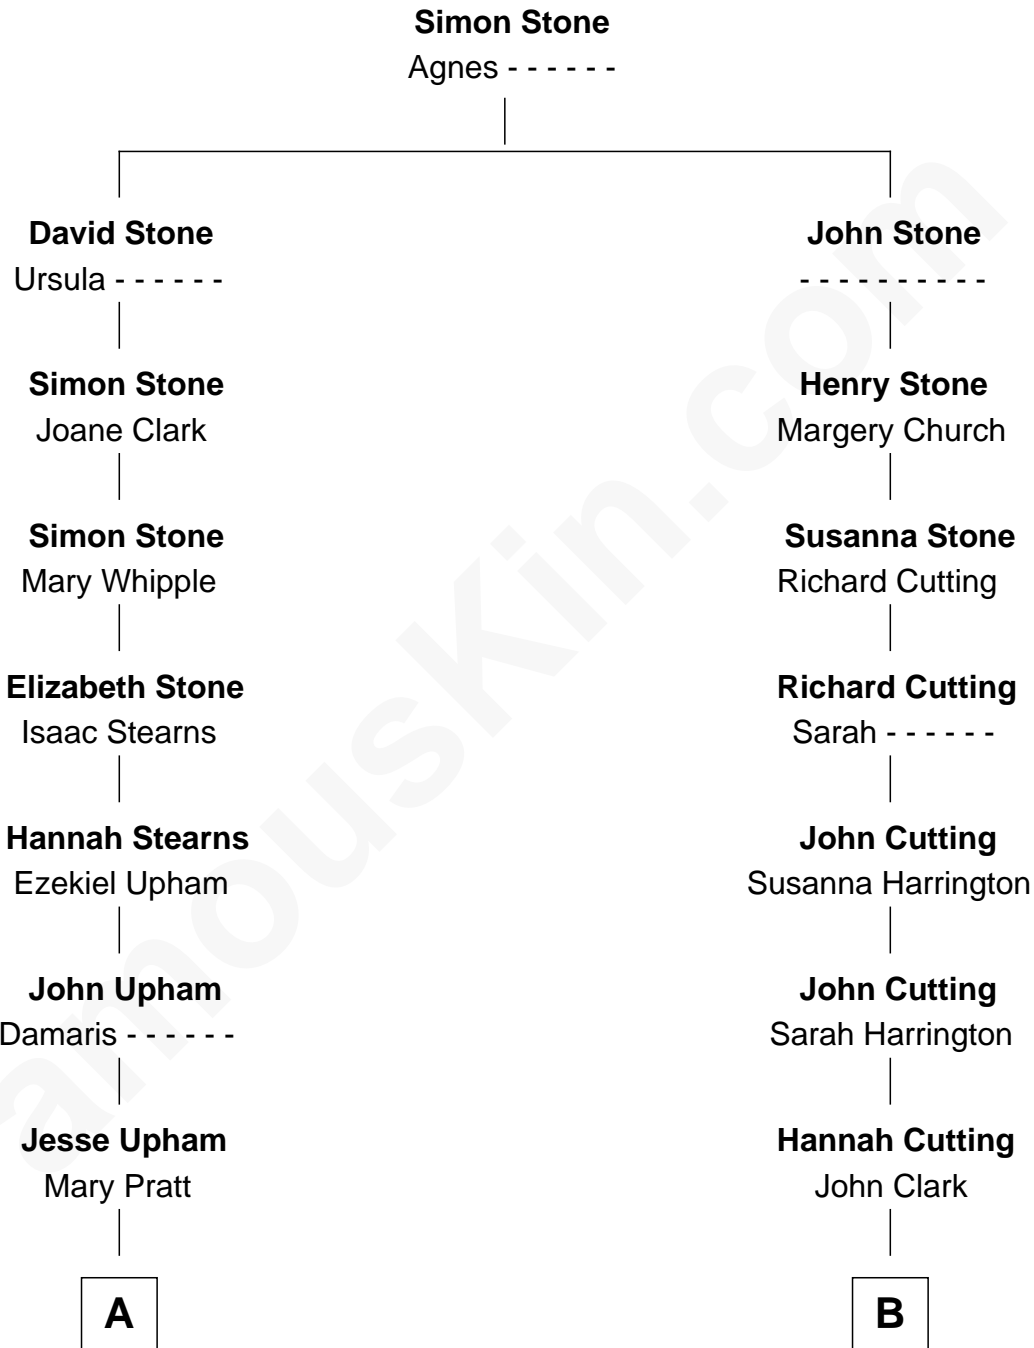 Simon Stone
Agnes - - - - - -
David Stone
Ursula - - - - - -
John Stone
- - - - - - - - - -
Simon Stone
Joane Clark
Henry Stone
Margery Church
Simon Stone
Mary Whipple
Susanna Stone
Richard Cutting
Elizabeth Stone
Isaac Stearns
Richard Cutting
Sarah - - - - - -
Hannah Stearns
Ezekiel Upham
John Cutting
Susanna Harrington
John Upham
Damaris - - - - - -
John Cutting
Sarah Harrington
Jesse Upham
Mary Pratt
Hannah Cutting
John Clark
A
B
amouskin.com